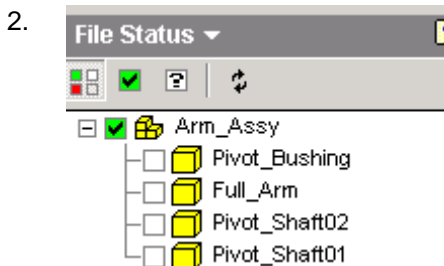 2.
File Status
Arm_Assy
Pivot_Bushing
Full_Arm
Pivot_Shaft02
Pivot_Shaft01